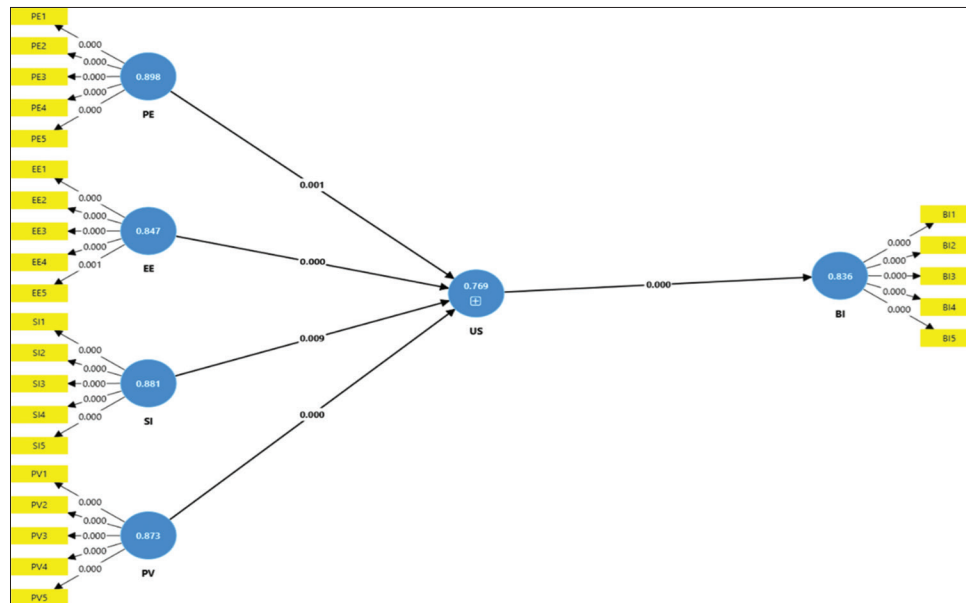 PE1
0.000
PE2
0.000
PE3
0.000
0.898
PE4
0.000
0.000
PE
PE5
EE1
0.000
EE2
0.000
EE3
0.000
0.847
EE4
0.000
0.001
EE
EE5
SI1
0.000
SI2
0.000
SI3
0.000
0.881
SI4
0.000
0.000
SI
SI5
PV1
0.000
PV2
0.000
PV3
0.000
0.873
PV4
0.000
0.000
PV
PV5
0.001
0.000
0.009
0.000
0.769
US
0.000
0.836
BI
BI1
0.000
BI2
0.000
BI3
0.000
BI4
0.000
BI5
0.000